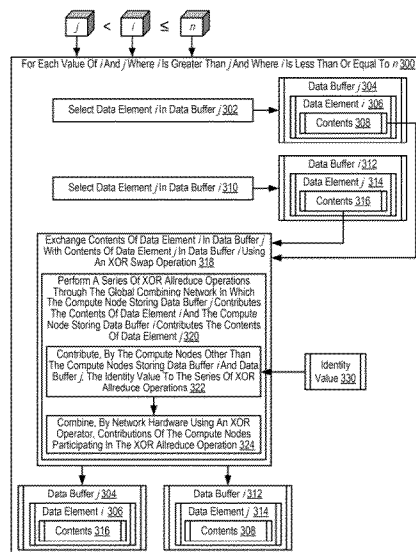 j < i ≤ n
For Each Value Of i And j Where i Is Greater Than j And Where i Is Less Than Or Equal To n 300
Select Data Element i In Data Buffer j 302
Data Buffer j 304
Data Element i 306
Contents 308
Select Data Element j In Data Buffer i 310
Data Buffer i 312
Data Element j 314
Contents 316
Exchange Contents Of Data Element i In Data Buffer j
With Contents Of Data Element j In Data Buffer i Using
An XOR Swap Operation 318
Perform A Series Of XOR Allreduce Operations
Through The Global Combining Network In Which
The Compute Node Storing Data Buffer j Contributes
The Contents Of Data Element i And The Compute
Node Storing Data Buffer i Contributes The Contents
Of Data Element j
320
Contribute, By The Compute Nodes Other Than
The Compute Nodes Storing Data Buffer i And Data
Buffer j, The Identity Value To The Series Of XOR
Allreduce Operations
322
Identity
Value 330
Combine, By Network Hardware Using An XOR
Operator, Contributions Of The Compute Nodes
Participating In The XOR Allreduce Operation 324
Data Buffer j 304
Data Element i 306
Contents 316
Data Buffer i 312
Data Element j 314
Contents 308